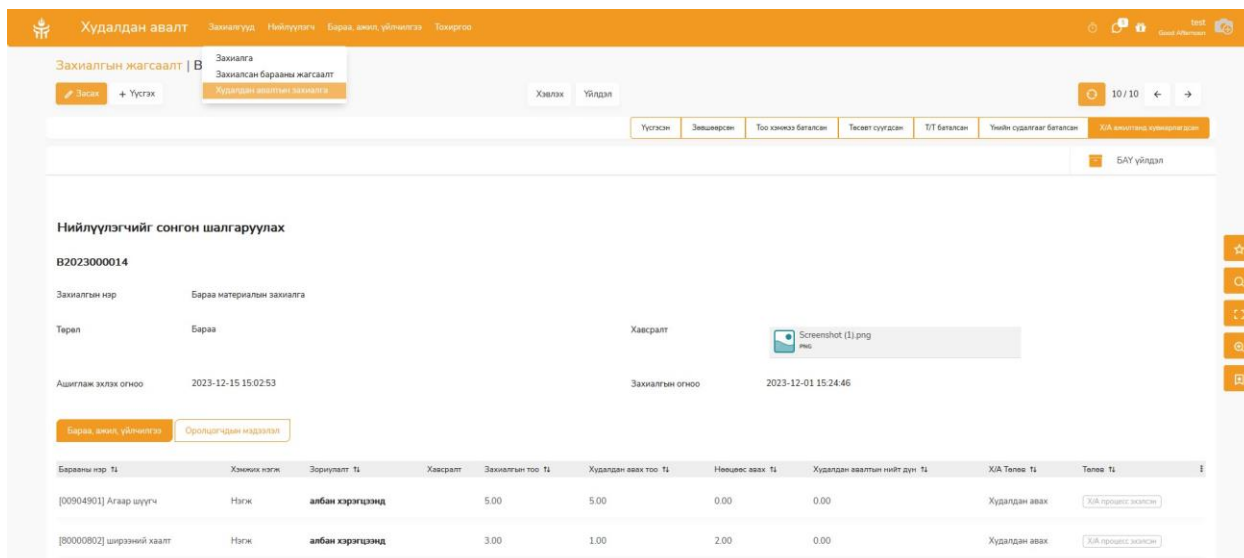 Худалдан авалт Захиалгууд Нийлүүлэгч Бараа, ажил, үйлчилгээ Тохиргоо 1 test
Good Afternoon
Захиалгын жагсаалт | B
Захиалга
Захиалсан барааны жагсаалт
Худалдан авалтын захиалга
Засах + Үүсгэх Хэвлэх Үйлдэл 10 / 10 ← →
Үүсгэсэн Зөвшөөрсөн Тоо хэмжээ баталсан Төсөвт суугдсан Т/Т баталсан Үнийн судалгааг баталсан Х/А ажилтанд хувиарлагдсан
БАҮ үйлдэл
Нийлүүлэгчийг сонгон шалгаруулах
B2023000014
Захиалгын нэр Бараа материалын захиалга
Төрөл Бараа Хавсралт Screenshot (1).png
PNG
Ашиглаж эхлэх огноо 2023-12-15 15:02:53 Захиалгын огноо 2023-12-01 15:24:46
Бараа, ажил, үйлчилгээ Оролцогчдын мэдээлэл
Барааны нэр Хэмжих нэгж Зориулалт Хавсралт Захиалгын тоо Худалдан авах тоо Нөөцөөс авах Худалдан авалтын нийт дүн Х/А Төлөв Төлөв
[00904901] Агаар шүүгч Нэгж албан хэрэгцээнд 5.00 5.00 0.00 0.00 Худалдан авах Х/А процесс эхэлсэн
[80000802] ширээний хаалт Нэгж албан хэрэгцээнд 3.00 1.00 2.00 0.00 Худалдан авах Х/А процесс эхэлсэн